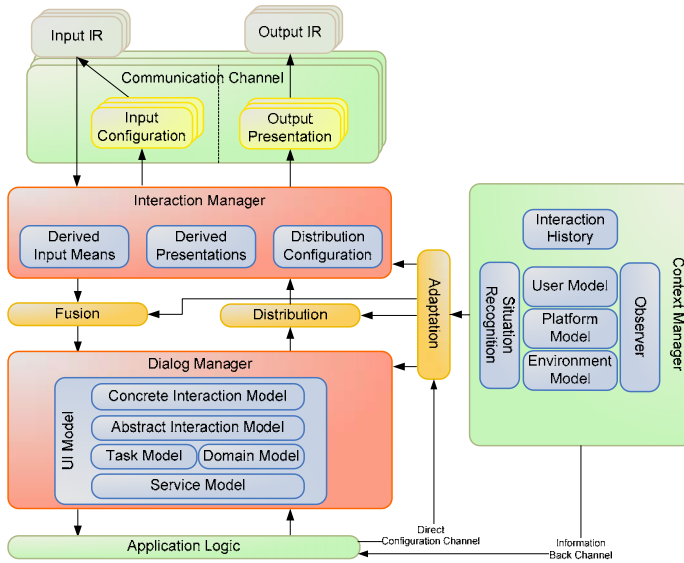 Input IR
Output IR
Communication Channel
Input
Configuration
Output
Presentation
Interaction Manager
Derived
Input Means
Derived
Presentations
Distribution
Configuration
Fusion
Distribution
Adaptation
Interaction
History
Situation
Recognition
User Model
Platform
Model
Environment
Model
Observer
Context Manager
Dialog Manager
UI Model
Concrete Interaction Model
Abstract Interaction Model
Task Model
Domain Model
Service Model
Application Logic
Direct
Configuration Channel
Information
Back Channel